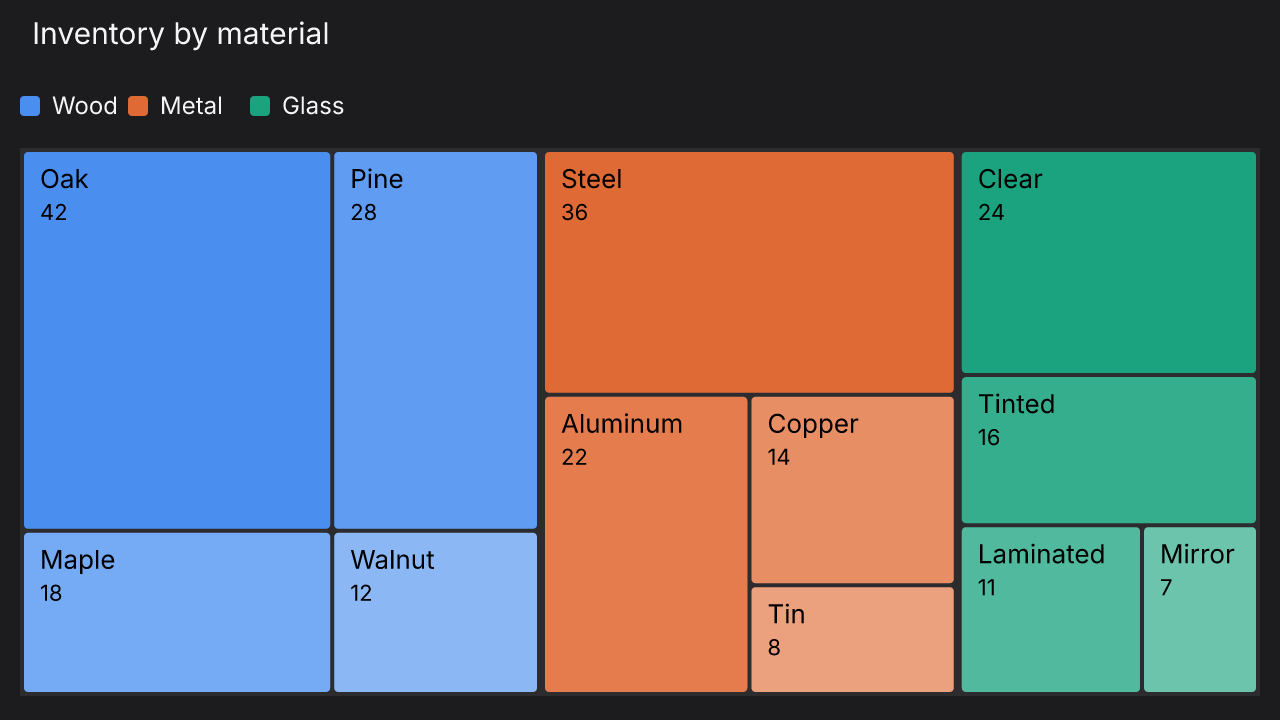 Inventory by material
Wood Metal Glass
Oak
42
Pine
28
Maple
18
Walnut
12
Steel
36
Aluminum
22
Copper
14
Tin
8
Clear
24
Tinted
16
Laminated
11
Mirror
7